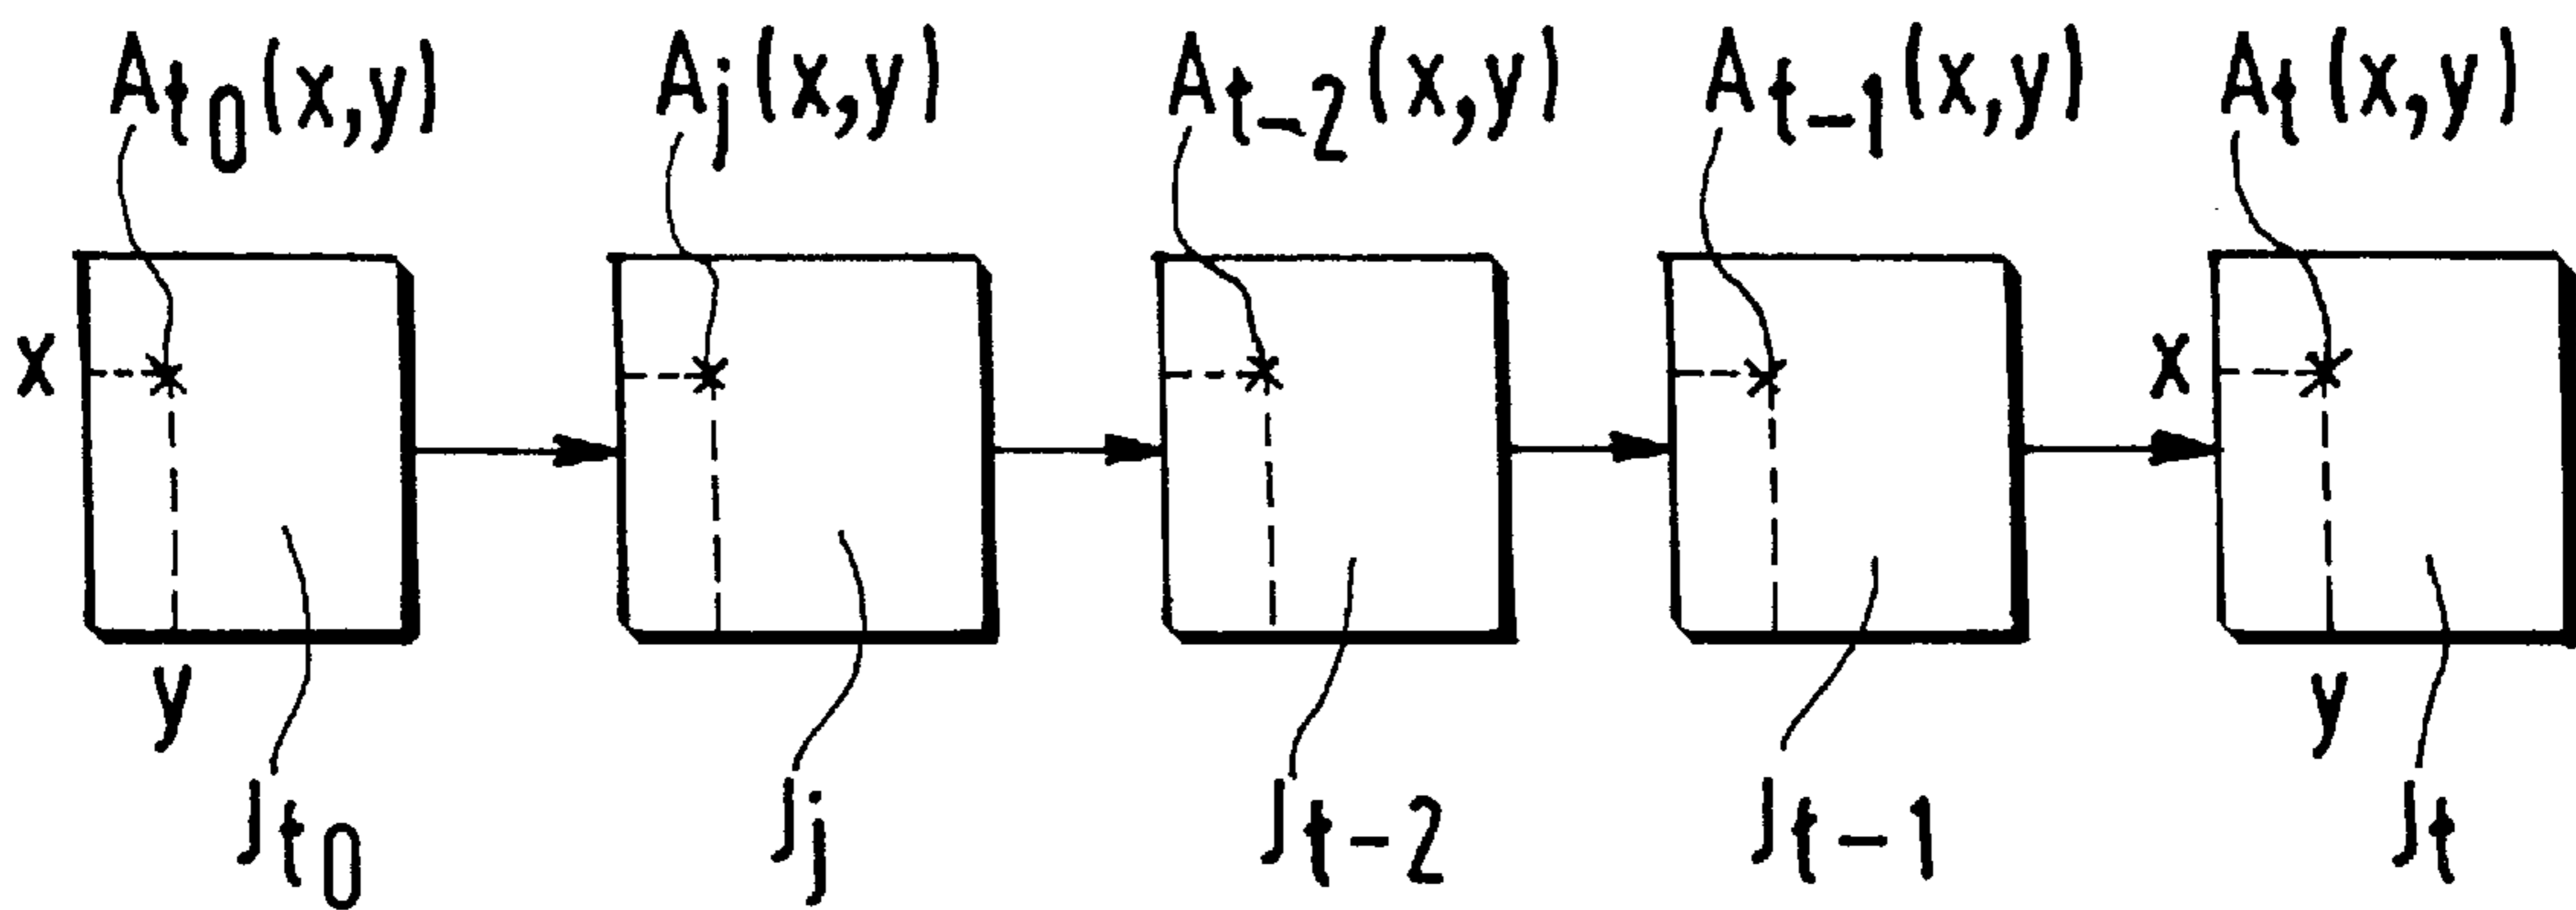 At0(x,y) Aj(x,y) At-2(x,y) At-1(x,y) At(x,y)
x x
y y
Jt0 Jj Jt-2 Jt-1 Jt